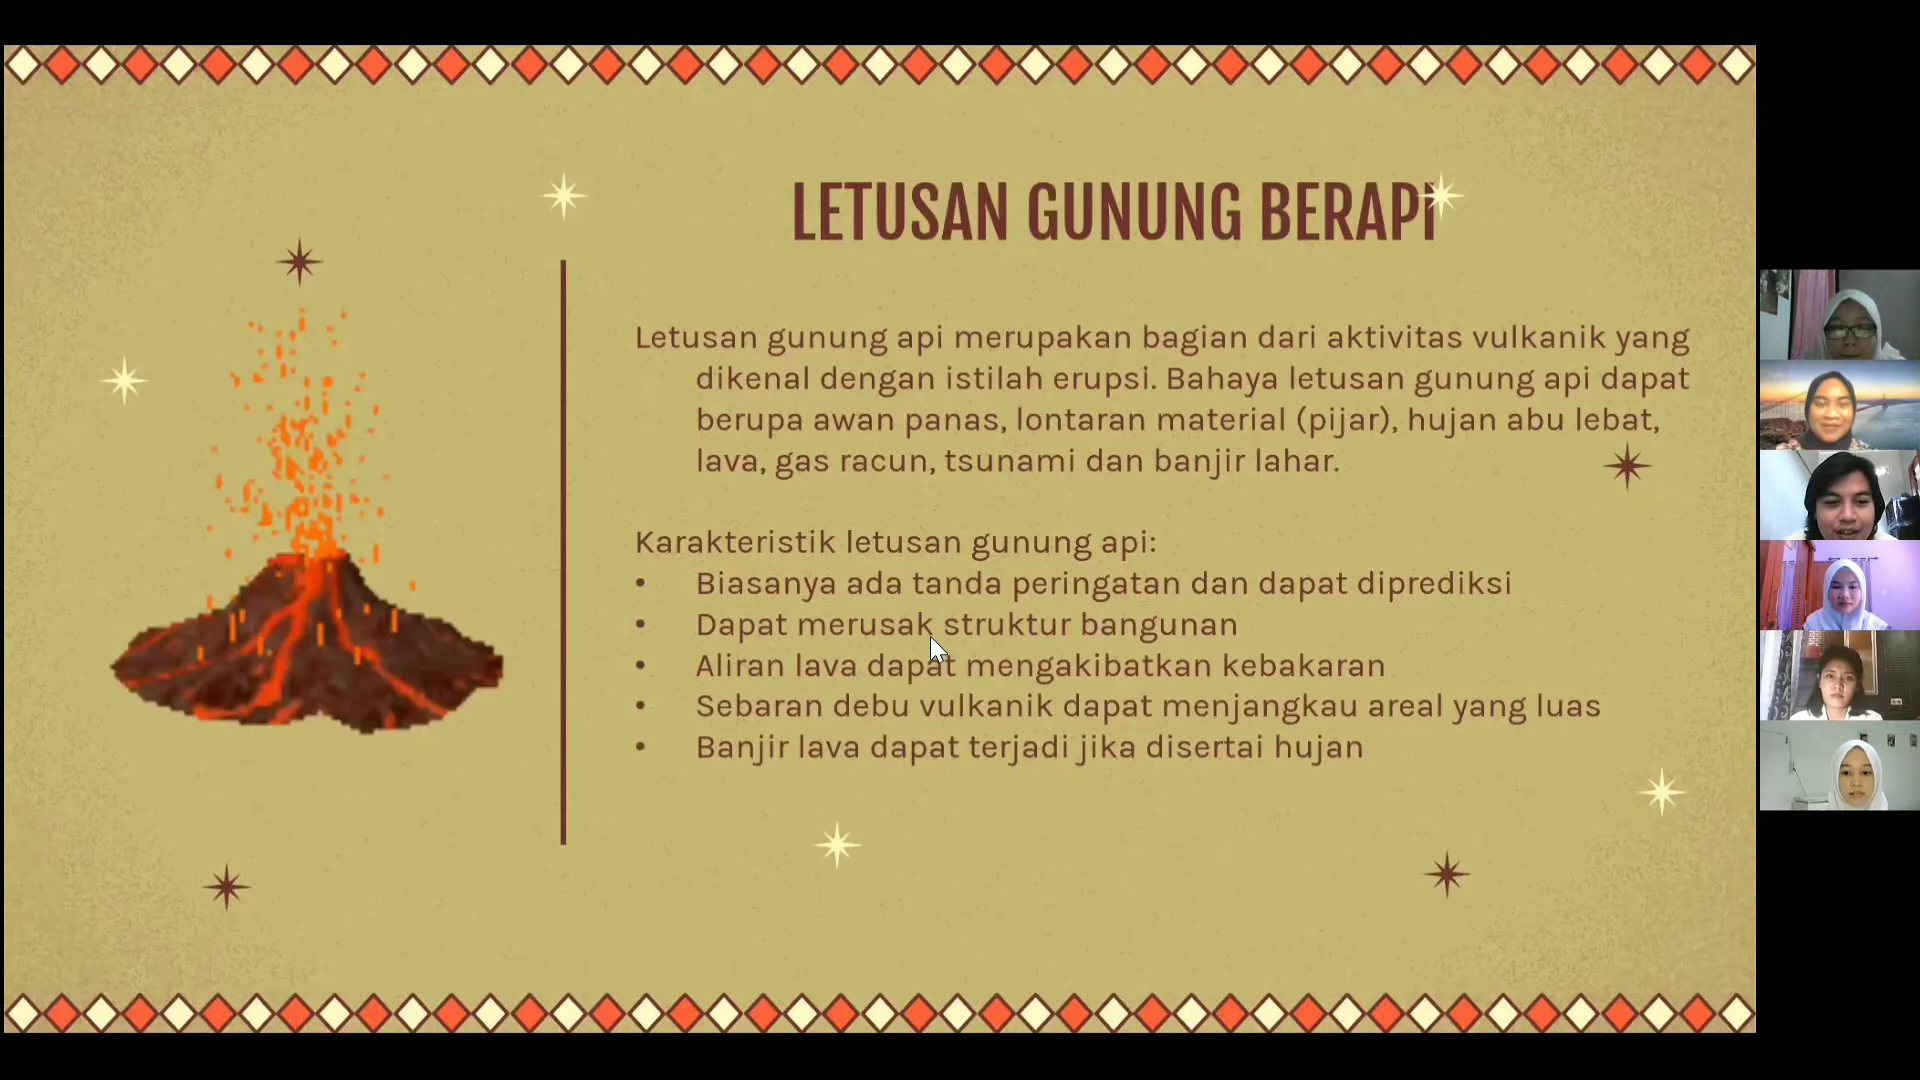 LETUSAN GUNUNG BERAPI
Letusan gunung api merupakan bagian dari aktivitas vulkanik yang
dikenal dengan istilah erupsi. Bahaya letusan gunung api dapat
berupa awan panas, lontaran material (pijar), hujan abu lebat,
lava, gas racun, tsunami dan banjir lahar.
Karakteristik letusan gunung api:
• Biasanya ada tanda peringatan dan dapat diprediksi
• Dapat merusak struktur bangunan
• Aliran lava dapat mengakibatkan kebakaran
• Sebaran debu vulkanik dapat menjangkau areal yang luas
• Banjir lava dapat terjadi jika disertai hujan